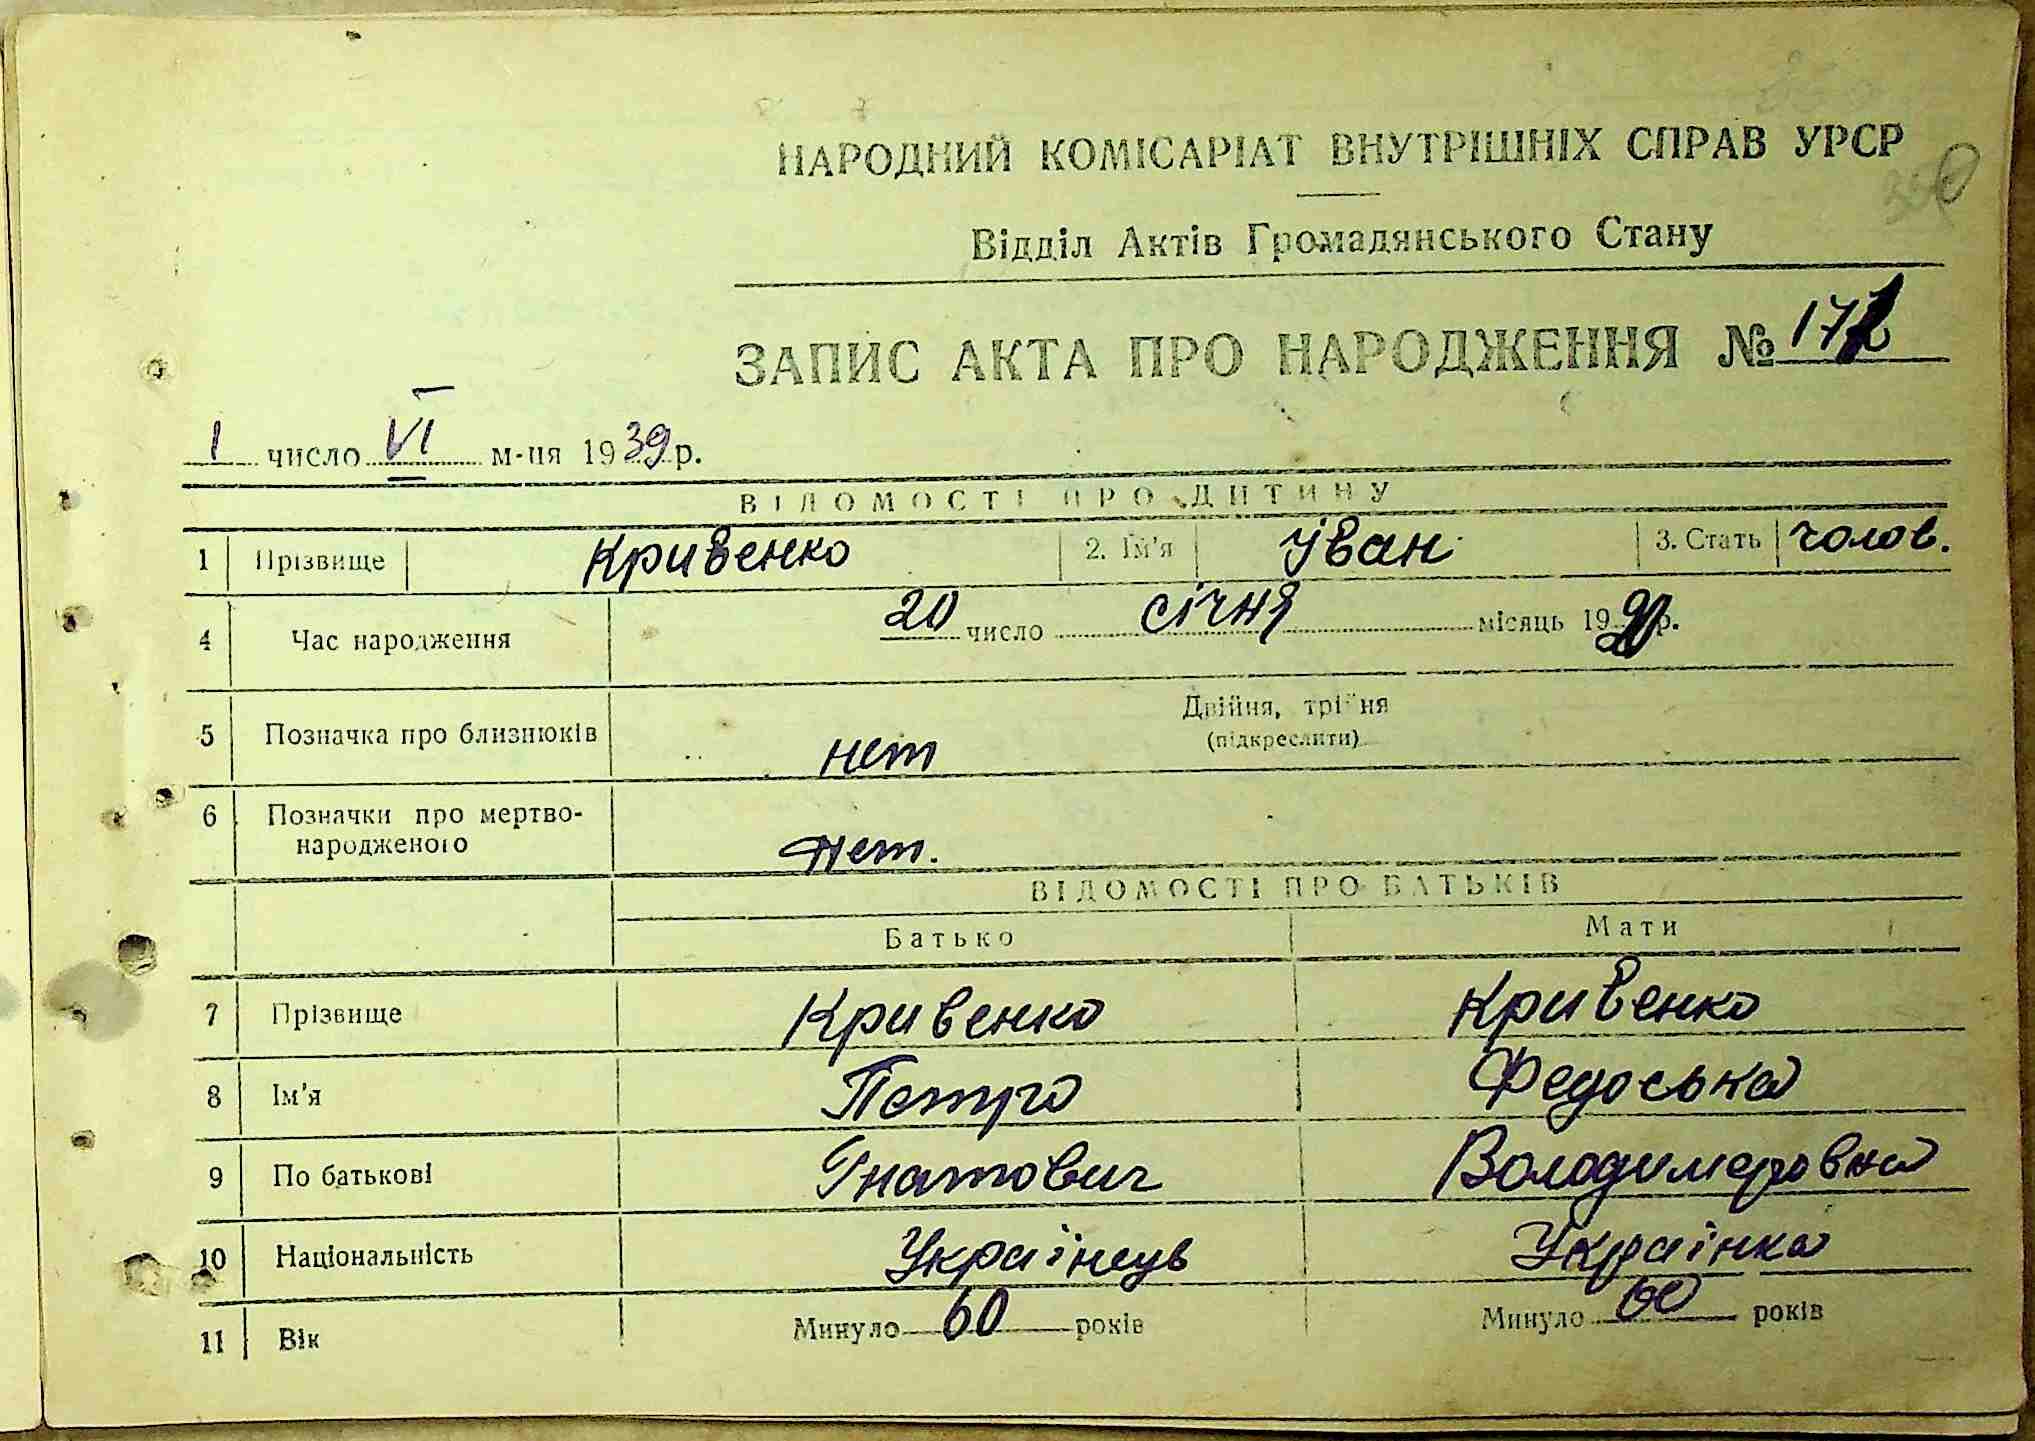 НАРОДНИЙ КОМІСАРІАТ ВНУТРІШНІХ СПРАВ УРСР
Відділ Актів Громадянського Стану
ЗАПИС АКТА ПРО НАРОДЖЕННЯ №
1 число VI м-ця 1939 р.
ВІДОМОСТІ ПРО ДИТИНУ
1 Прізвище Кривенко 2. Ім'я Іван 3. Стать чолов.
4 Час народження 20 число січня місяць 19 р.
5 Позначка про близнюків нет Двійня, трійня
(підкреслити)
6 Позначки про мертво-
народженого нет.
ВІДОМОСТІ ПРО БАТЬКІВ
Батько Мати
7 Прізвище Кривенко Кривенко
8 Ім'я Петро Федоська
9 По батькові Гнатович Володимеровна
10 Національність Українець Українка
11 Вік Минуло 60 років Минуло 60 років